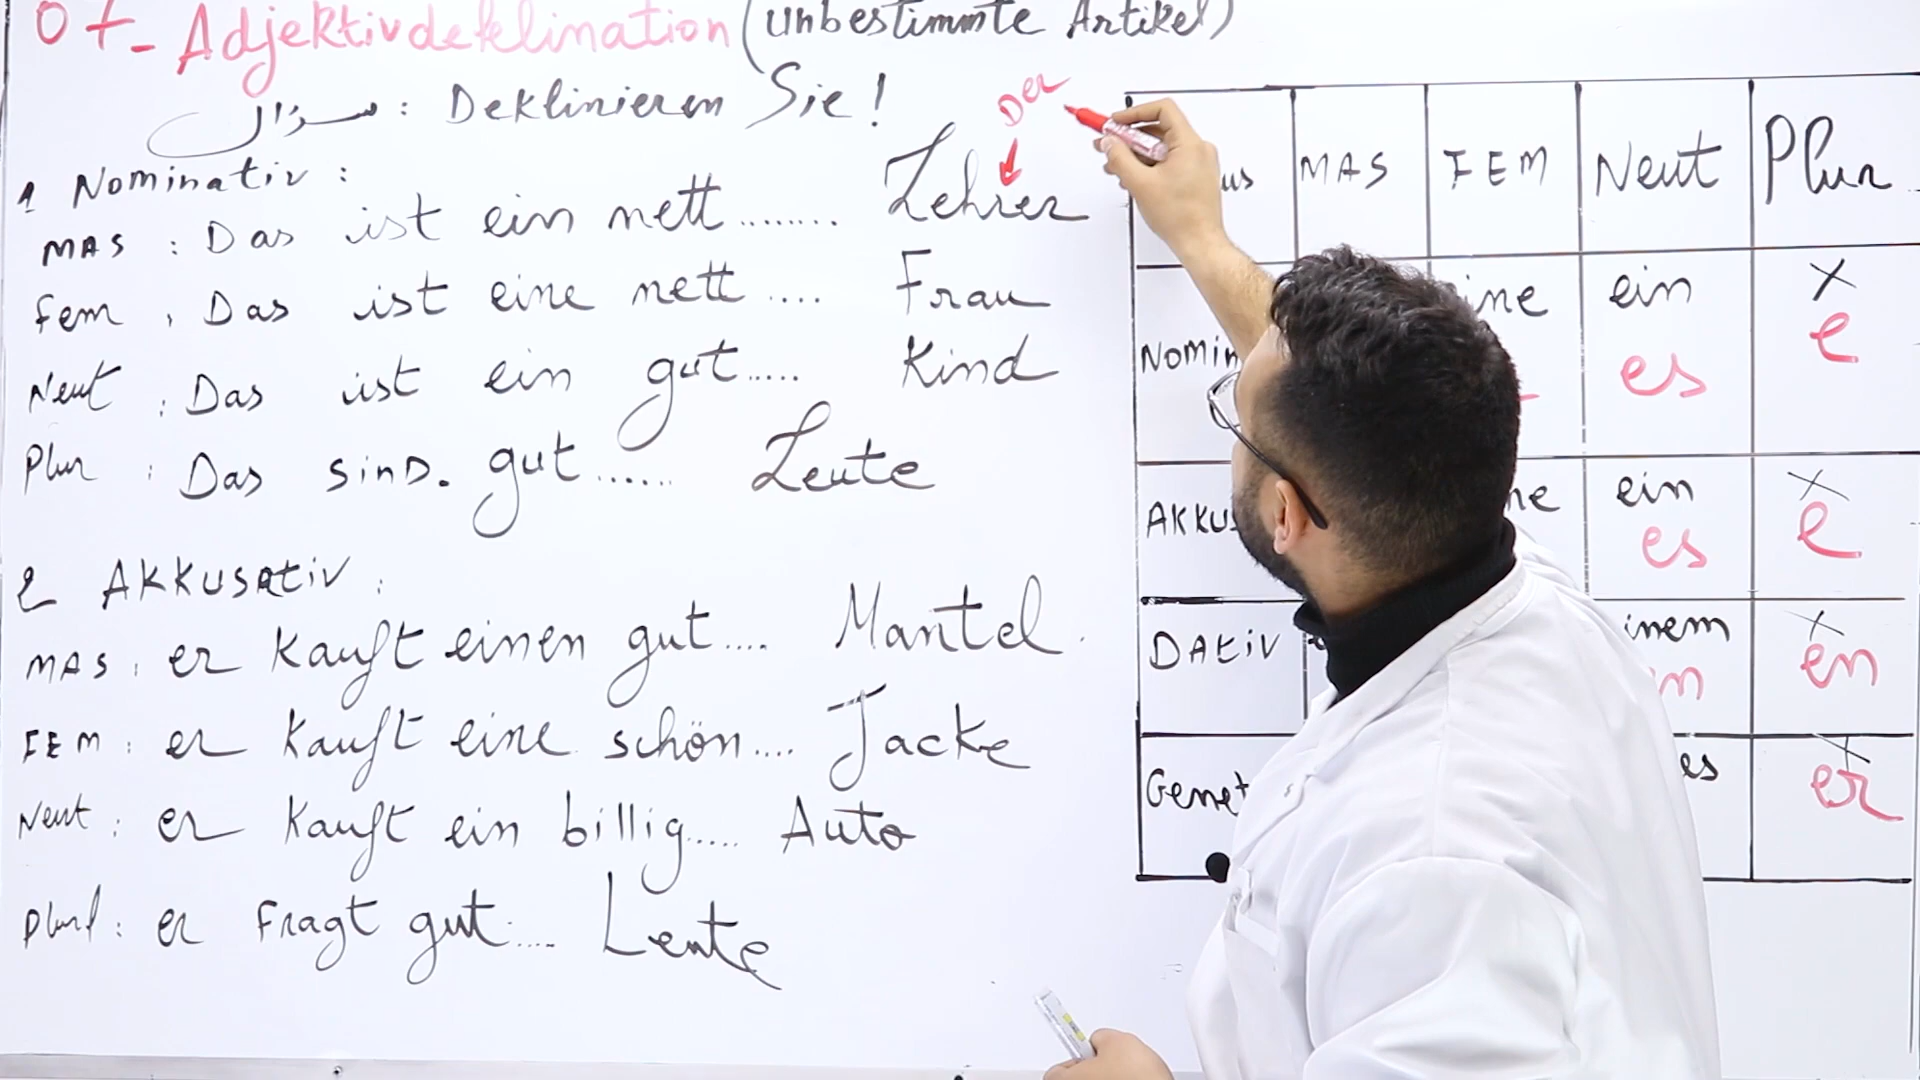 07- Adjektivdeklination (Unbestimmte Artikel)
سؤال : Deklinieren Sie!
Der
1 Nominativ :
MAS : Das ist ein nett ........ Lehrer
Fem : Das ist eine nett .... Frau
Neut : Das ist ein gut ..... Kind
Plur : Das sind. gut ...... Leute
2 AKKUSAtiV :
MAS : er kauft einen gut .... Mantel.
FEM : er kauft eine schön .... Jacke
Neut : er kauft ein billig ..... Auto
Plurl : er fragt gut .... Leute
MAS FEM Neut Plur
ein X
es e
ein X
es e
DAtiV X
en
X
er